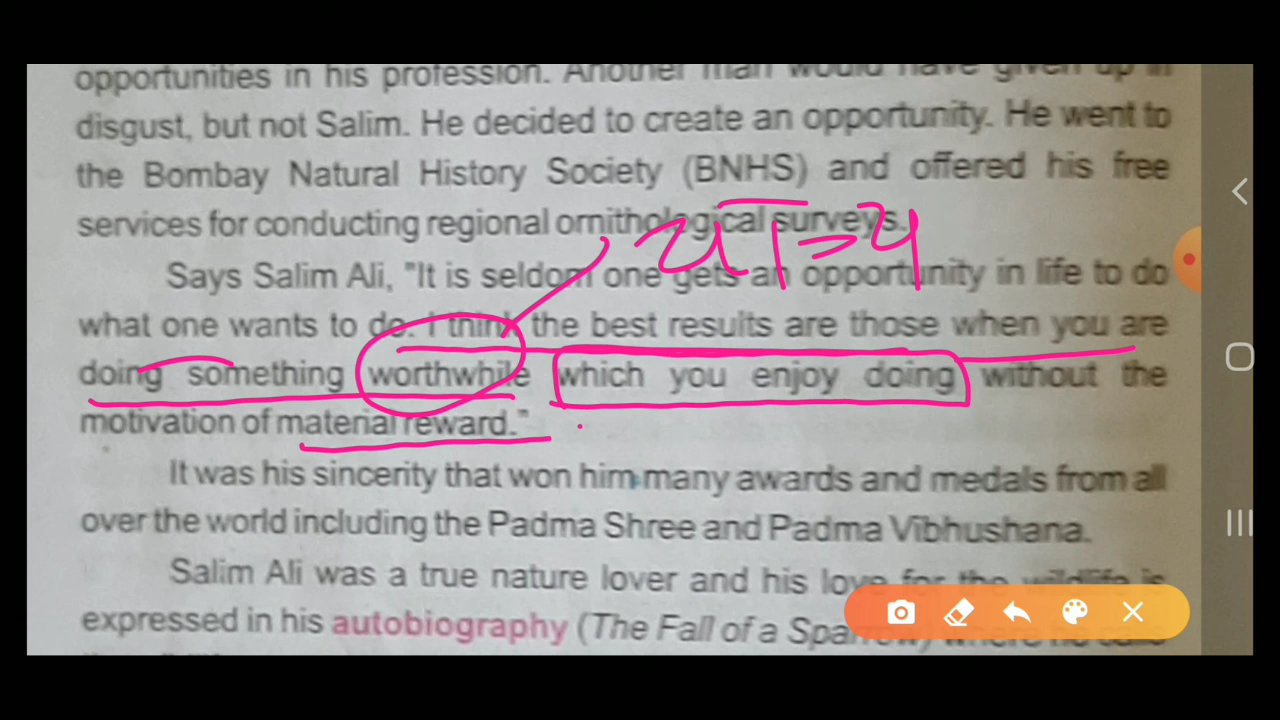 opportunities in his profession. Another man would have given up in
disgust, but not Salim. He decided to create an opportunity. He went to
the Bombay Natural History Society (BNHS) and offered his free
services for conducting regional ornithological surveys.
Says Salim Ali, "It is seldom one gets an opportunity in life to do
what one wants to do. I think the best results are those when you are
doing something worthwhile which you enjoy doing without the
motivation of material reward."
It was his sincerity that won him many awards and medals from all
over the world including the Padma Shree and Padma Vibhushana.
Salim Ali was a true nature lover and his love for the wildlife is
expressed in his autobiography (The Fall of a Sparrow) where he calls